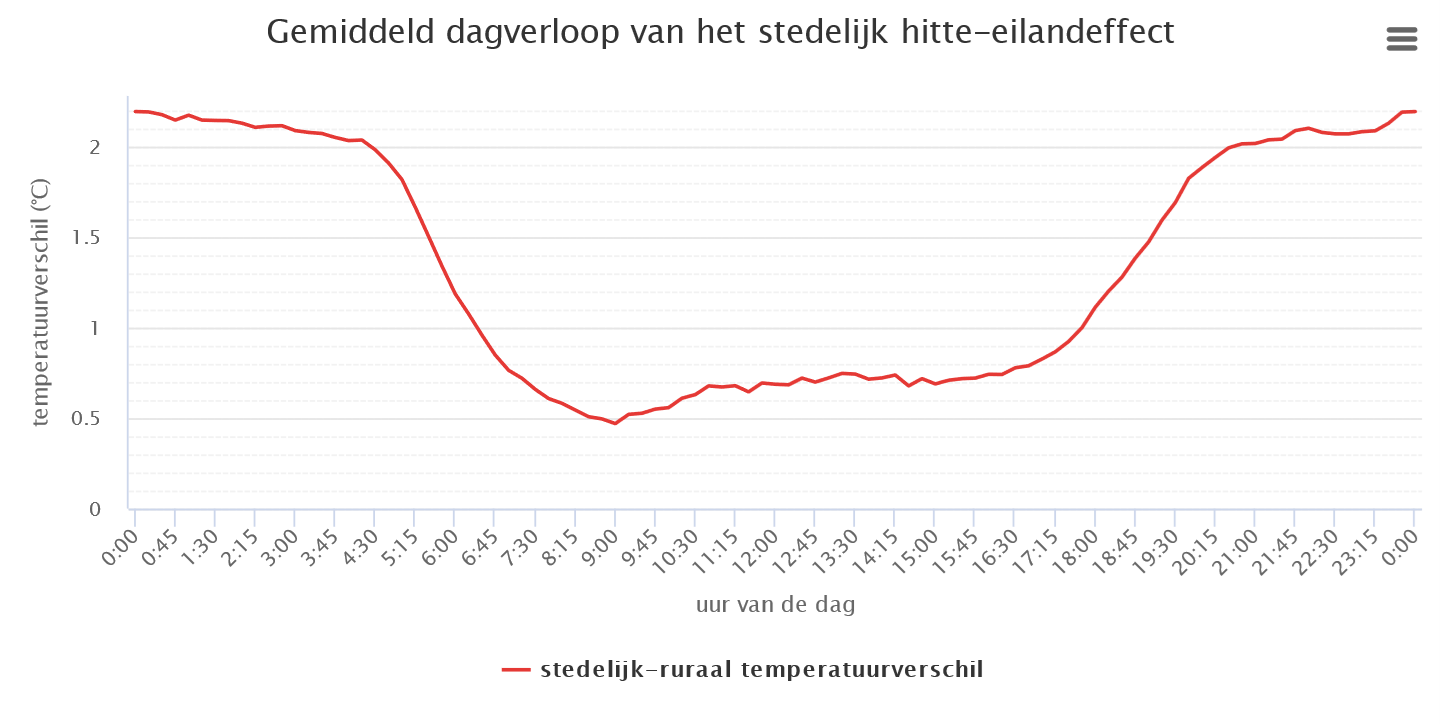 Gemiddeld dagverloop van het stedelijk hitte-eilandeffect
temperatuurverschil (°C)
2
1.5
1
0.5
0
0:00 0:45 1:30 2:15 3:00 3:45 4:30 5:15 6:00 6:45 7:30 8:15 9:00 9:45 10:30 11:15 12:00 12:45 13:30 14:15 15:00 15:45 16:30 17:15 18:00 18:45 19:30 20:15 21:00 21:45 22:30 23:15 0:00
uur van de dag
stedelijk-ruraal temperatuurverschil